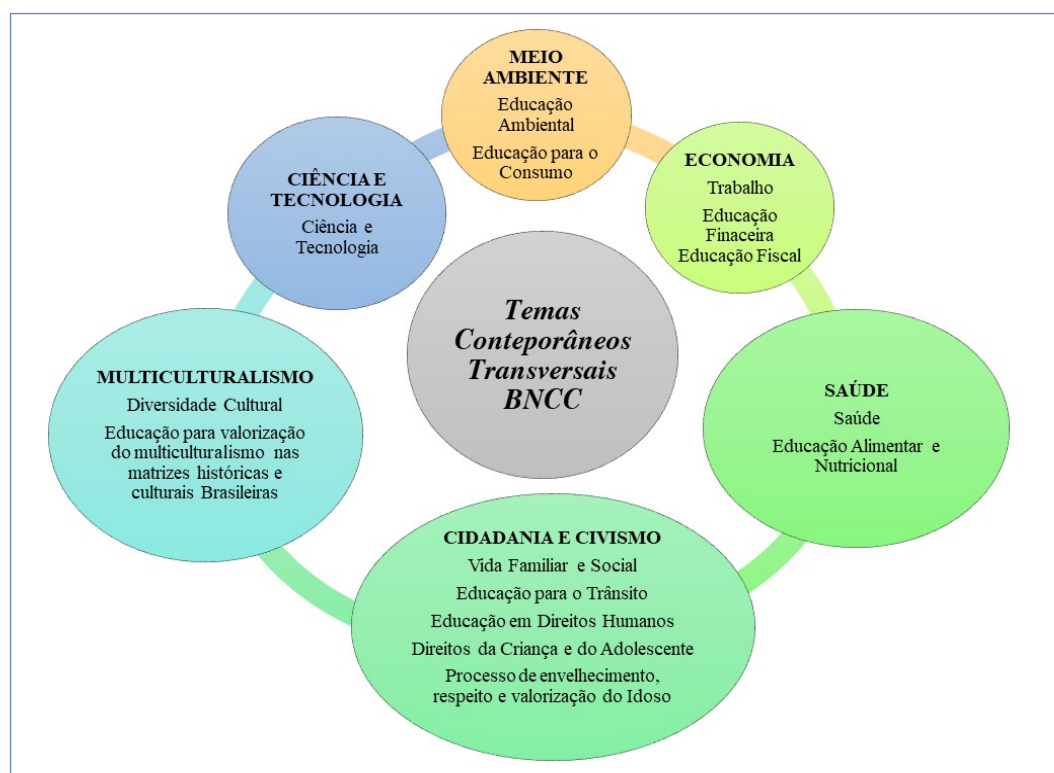 MEIO
AMBIENTE
Educação
Ambiental
Educação para o
Consumo
ECONOMIA
Trabalho
Educação
Finaceira
Educação Fiscal
SAÚDE
Saúde
Educação Alimentar e
Nutricional
CIDADANIA E CIVISMO
Vida Familiar e Social
Educação para o Trânsito
Educação em Direitos Humanos
Direitos da Criança e do Adolescente
Processo de envelhecimento,
respeito e valorização do Idoso
MULTICULTURALISMO
Diversidade Cultural
Educação para valorização
do multiculturalismo nas
matrizes históricas e
culturais Brasileiras
CIÊNCIA E
TECNOLOGIA
Ciência e
Tecnologia
Temas
Conteporâneos
Transversais
BNCC